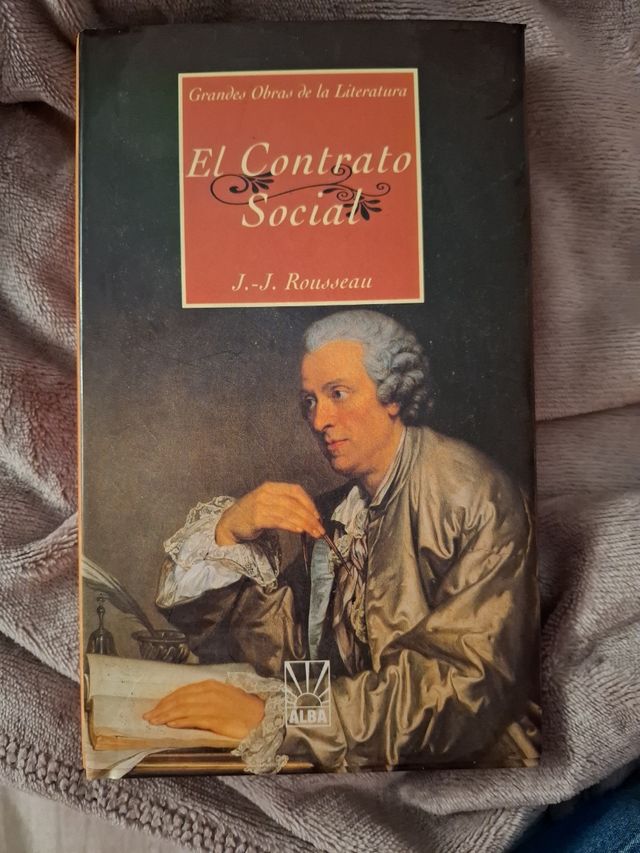 Grandes Obras de la Literatura
El Contrato
Social
J.-J. Rousseau
ALBA